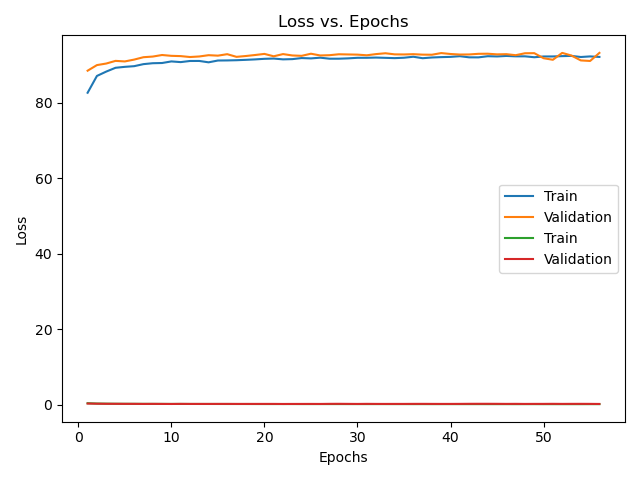 Loss vs. Epochs
Loss
80
60
40
20
0
Train
Validation
Train
Validation
0 10 20 30 40 50
Epochs